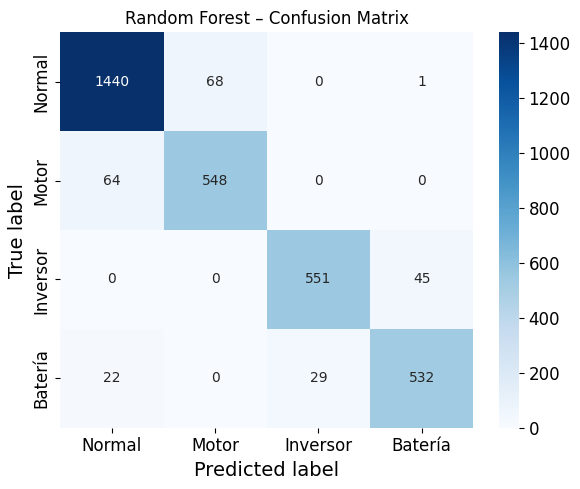 Random Forest – Confusion Matrix
Normal 1440 68 0 1
Motor 64 548 0 0
Inversor 0 0 551 45
Batería 22 0 29 532
Normal Motor Inversor Batería
True label
Predicted label
1400
1200
1000
800
600
400
200
0